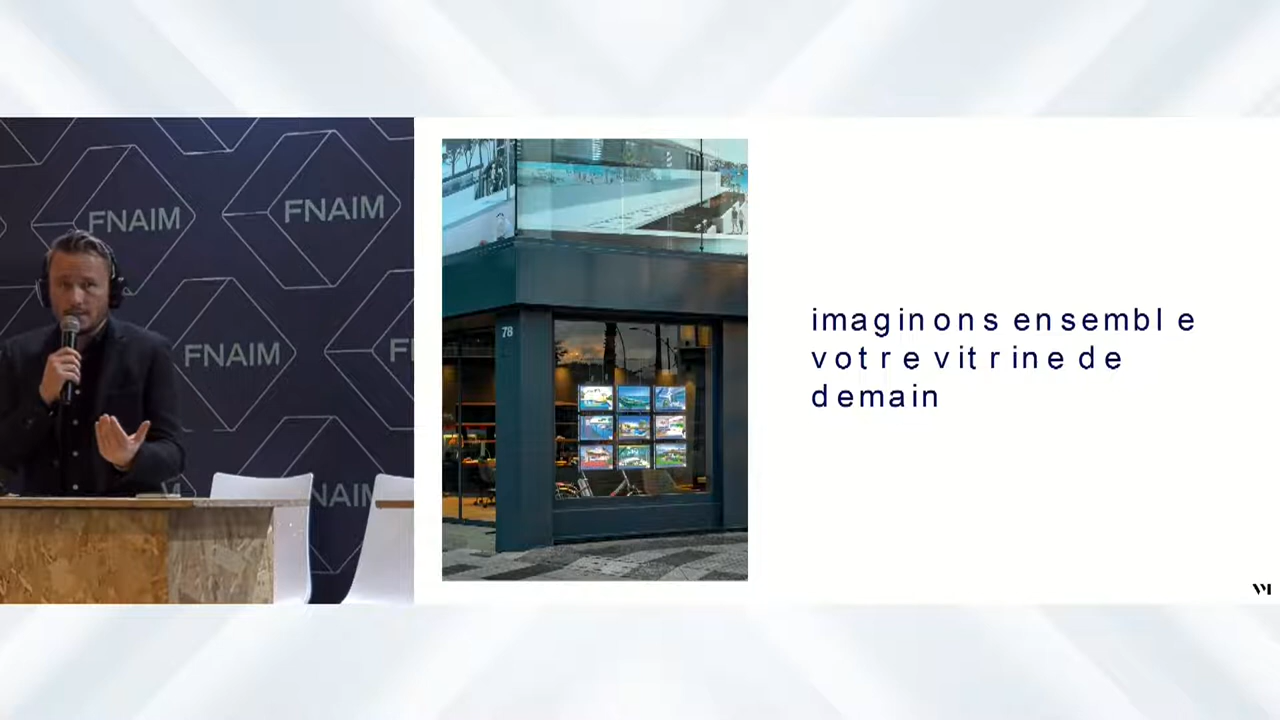 FNAIM
FNAIM
FNAIM
F
FNAIM
78
imaginons ensemble
votre vitrine de
demain